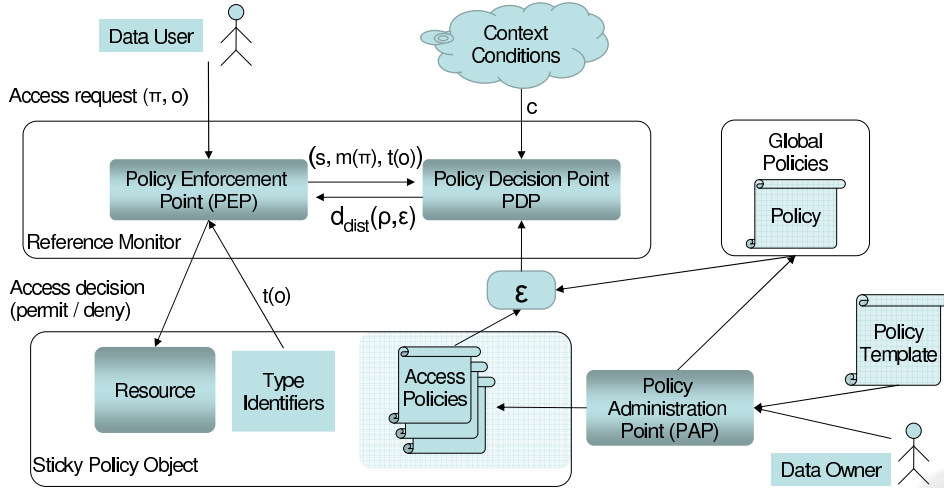 Data User
Context
Conditions
Access request (π, o)
c
Global
Policies
Policy
(s, m(π), t(o))
Policy Enforcement
Point (PEP)
Policy Decision Point
PDP
d_dist(ρ,ε)
Reference Monitor
Access decision
(permit / deny)
t(o)
ε
Policy
Template
Resource
Type
Identifiers
Access
Policies
Policy
Administration
Point (PAP)
Sticky Policy Object
Data Owner